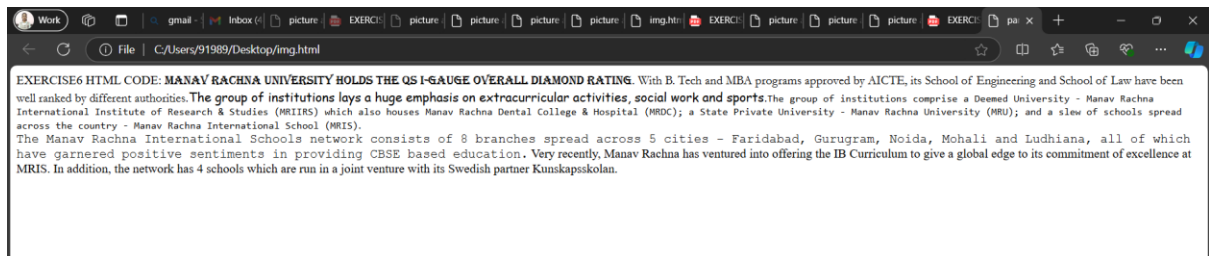 Work gmail - Inbox (4 picture EXERCIS picture picture picture picture img.htm EXERCIS picture picture picture EXERCIS pa
File C:/Users/91989/Desktop/img.html
EXERCISE6 HTML CODE: MANAV RACHNA UNIVERSITY HOLDS THE QS I-GAUGE OVERALL DIAMOND RATING. With B. Tech and MBA programs approved by AICTE, its School of Engineering and School of Law have been
well ranked by different authorities.The group of institutions lays a huge emphasis on extracurricular activities, social work and sports.The group of institutions comprise a Deemed University - Manav Rachna
International Institute of Research & Studies (MRIIRS) which also houses Manav Rachna Dental College & Hospital (MRDC); a State Private University - Manav Rachna University (MRU); and a slew of schools spread
across the country - Manav Rachna International School (MRIS).
The Manav Rachna International Schools network consists of 8 branches spread across 5 cities - Faridabad, Gurugram, Noida, Mohali and Ludhiana, all of which
have garnered positive sentiments in providing CBSE based education. Very recently, Manav Rachna has ventured into offering the IB Curriculum to give a global edge to its commitment of excellence at
MRIS. In addition, the network has 4 schools which are run in a joint venture with its Swedish partner Kunskapsskolan.